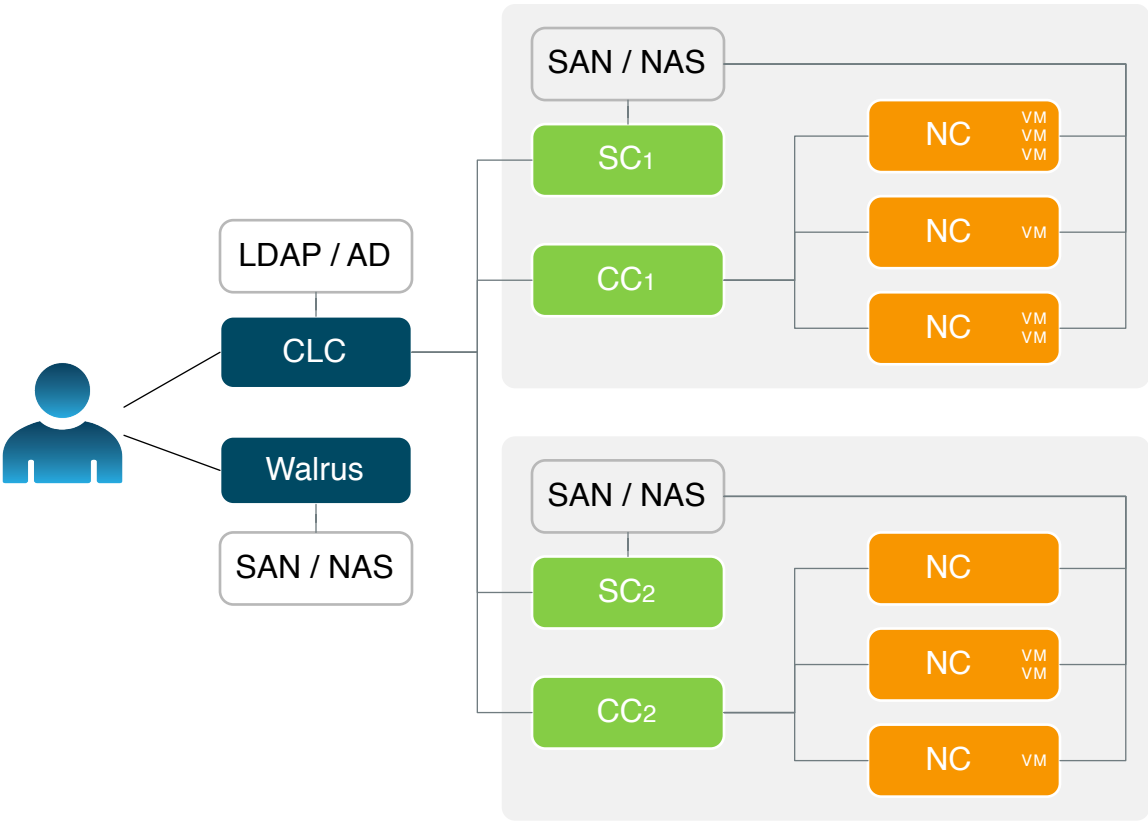 SAN / NAS
SC1
CC1
NC
VM
VM
VM
NC
VM
NC
VM
VM
LDAP / AD
CLC
Walrus
SAN / NAS
SAN / NAS
SC2
CC2
NC
NC
VM
VM
NC
VM